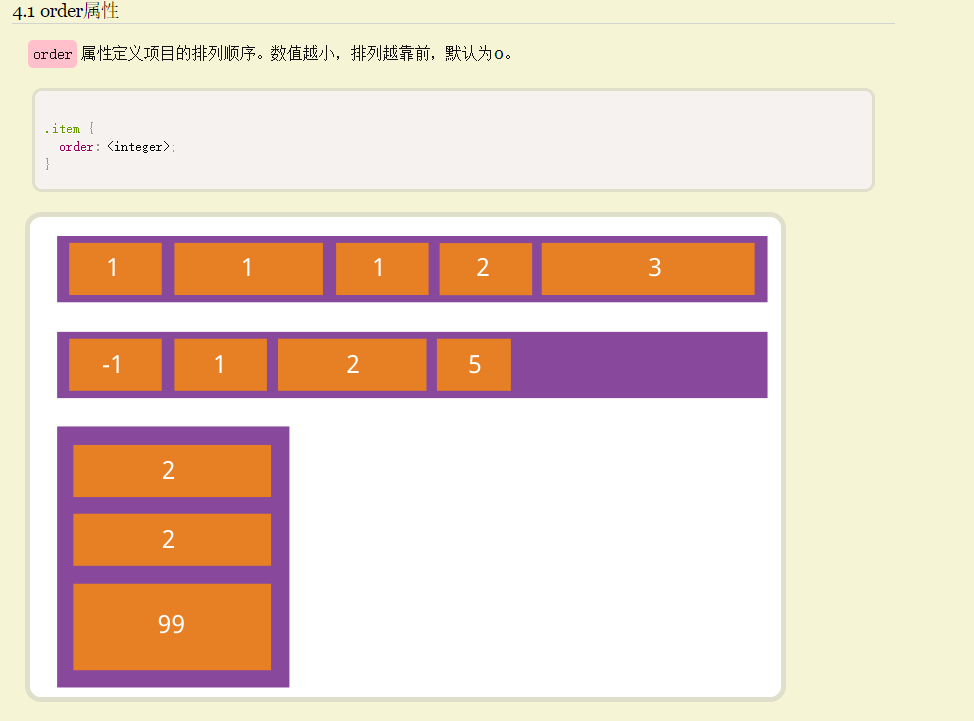 4.1 order属性
order 属性定义项目的排列顺序。数值越小，排列越靠前，默认为0。
.item {
  order: <integer>;
}
1 1 1 2 3
-1 1 2 5
2
2
99